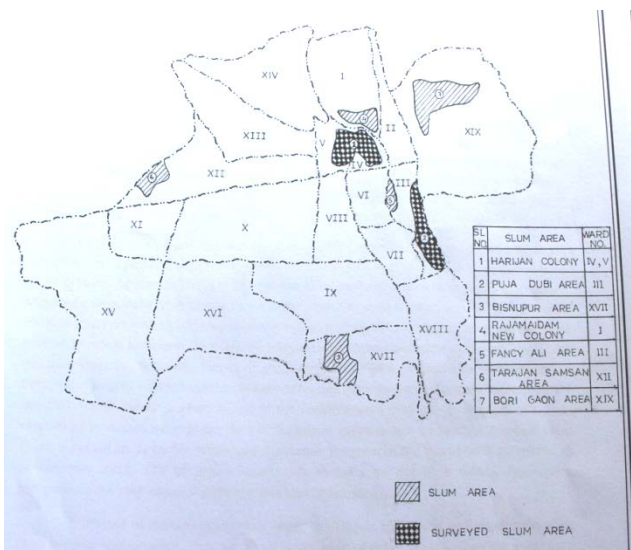 XIV
I
II
XIX
XIII
V
IV
XII
VI
III
XI
X
VIII
VII
IX
XV
XVI
XVII
XVIII
SL NO. SLUM AREA WARD NO.
1 HARIJAN COLONY IV, V
2 PUJA DUBI AREA III
3 BISNUPUR AREA XVII
4 RAJAMAIDAM NEW COLONY I
5 FANCY ALI AREA III
6 TARAJAN SAMSAN AREA XII
7 BORI GAON AREA XIX
SLUM AREA
SURVEYED SLUM AREA